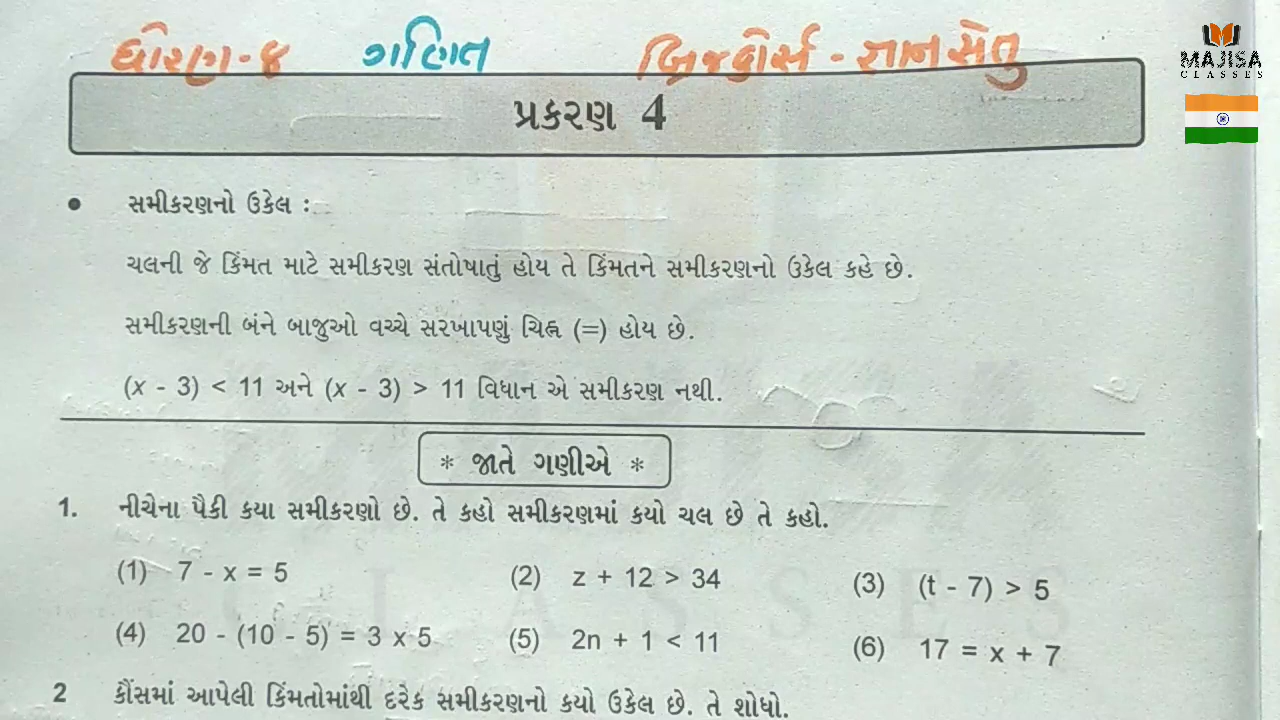 ધોરણ-૪ ગણિત બ્રિજકોર્સ - જ્ઞાનસેતુ
MAJISA
CLASSES
પ્રકરણ 4
● સમીકરણનો ઉકેલ :
ચલની જે કિંમત માટે સમીકરણ સંતોષાતું હોય તે કિંમતને સમીકરણનો ઉકેલ કહે છે.
સમીકરણની બંને બાજુઓ વચ્ચે સરખાપણું ચિહ્ન (=) હોય છે.
(x - 3) < 11 અને (x - 3) > 11 વિધાન એ સમીકરણ નથી.
* જાતે ગણીએ *
1. નીચેના પૈકી કયા સમીકરણો છે. તે કહો સમીકરણમાં કયો ચલ છે તે કહો.
(1) 7 - x = 5 (2) z + 12 > 34 (3) (t - 7) > 5
(4) 20 - (10 - 5) = 3 x 5 (5) 2n + 1 < 11 (6) 17 = x + 7
2 કૌંસમાં આપેલી કિંમતોમાંથી દરેક સમીકરણનો કયો ઉકેલ છે. તે શોધો.
CLASSES